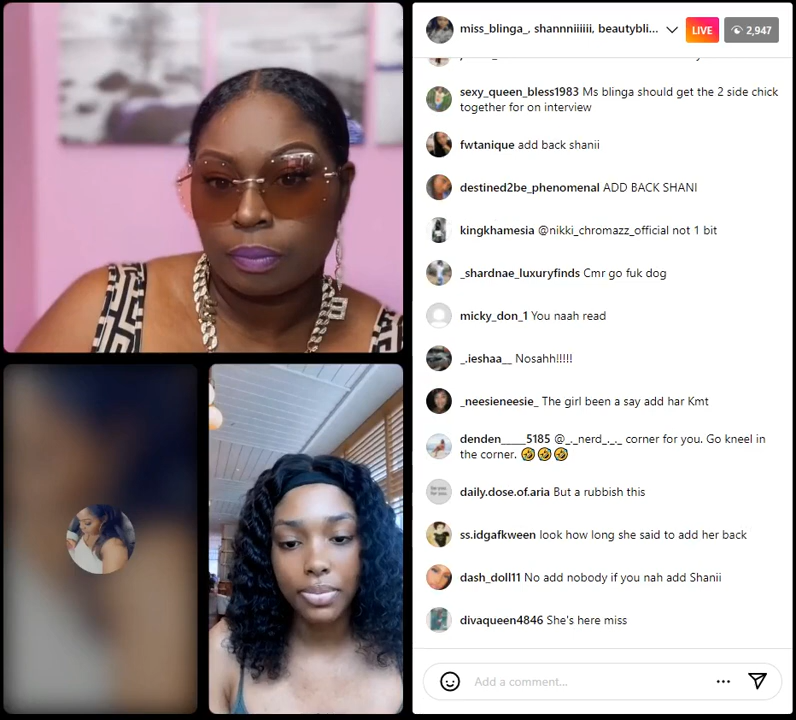 miss_blinga_, shannniiiiii, beautybli...
LIVE
2,947
sexy_queen_bless1983 Ms blinga should get the 2 side chick
together for on interview
fwtanique add back shanii
destined2be_phenomenal ADD BACK SHANI
kingkhamesia @nikki_chromazz_official not 1 bit
_shardnae_luxuryfinds Cmr go fuk dog
micky_don_1 You naah read
_.ieshaa__ Nosahh!!!!!
_neesieneesie_ The girl been a say add har Kmt
denden____5185 @_._nerd_._._ corner for you. Go kneel in
the corner. 🤣🤣🤣
daily.dose.of.aria But a rubbish this
ss.idgafkween look how long she said to add her back
dash_doll11 No add nobody if you nah add Shanii
divaqueen4846 She's here miss
Add a comment...